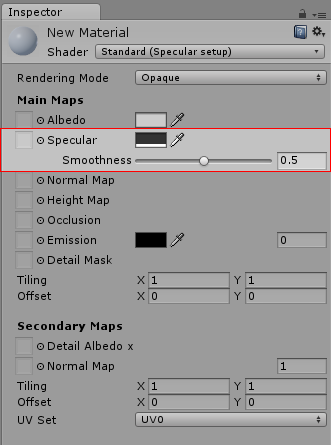 Inspector
New Material
Shader Standard (Specular setup)
Rendering Mode Opaque
Main Maps
Albedo
Specular
Smoothness 0.5
Normal Map
Height Map
Occlusion
Emission 0
Detail Mask
Tiling X 1 Y 1
Offset X 0 Y 0
Secondary Maps
Detail Albedo x
Normal Map 1
Tiling X 1 Y 1
Offset X 0 Y 0
UV Set UV0